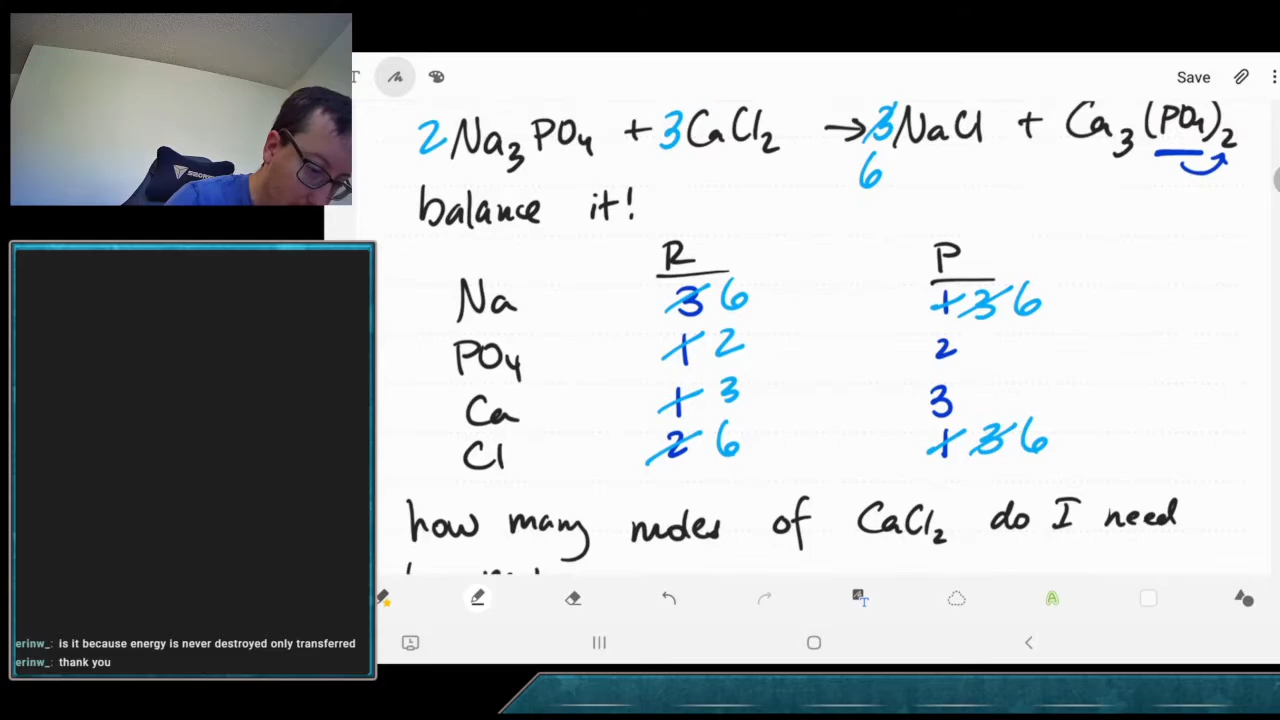 T Save
2Na₃PO₄ + 3CaCl₂ → 3NaCl + Ca₃(PO₄)₂
6
balance it!
R P
Na 3 6 1 3 6
PO₄ 1 2 2
Ca 1 3 3
Cl 2 6 1 3 6
how many moles of CaCl₂ do I need
erinw_: is it because energy is never destroyed only transferred
erinw_: thank you